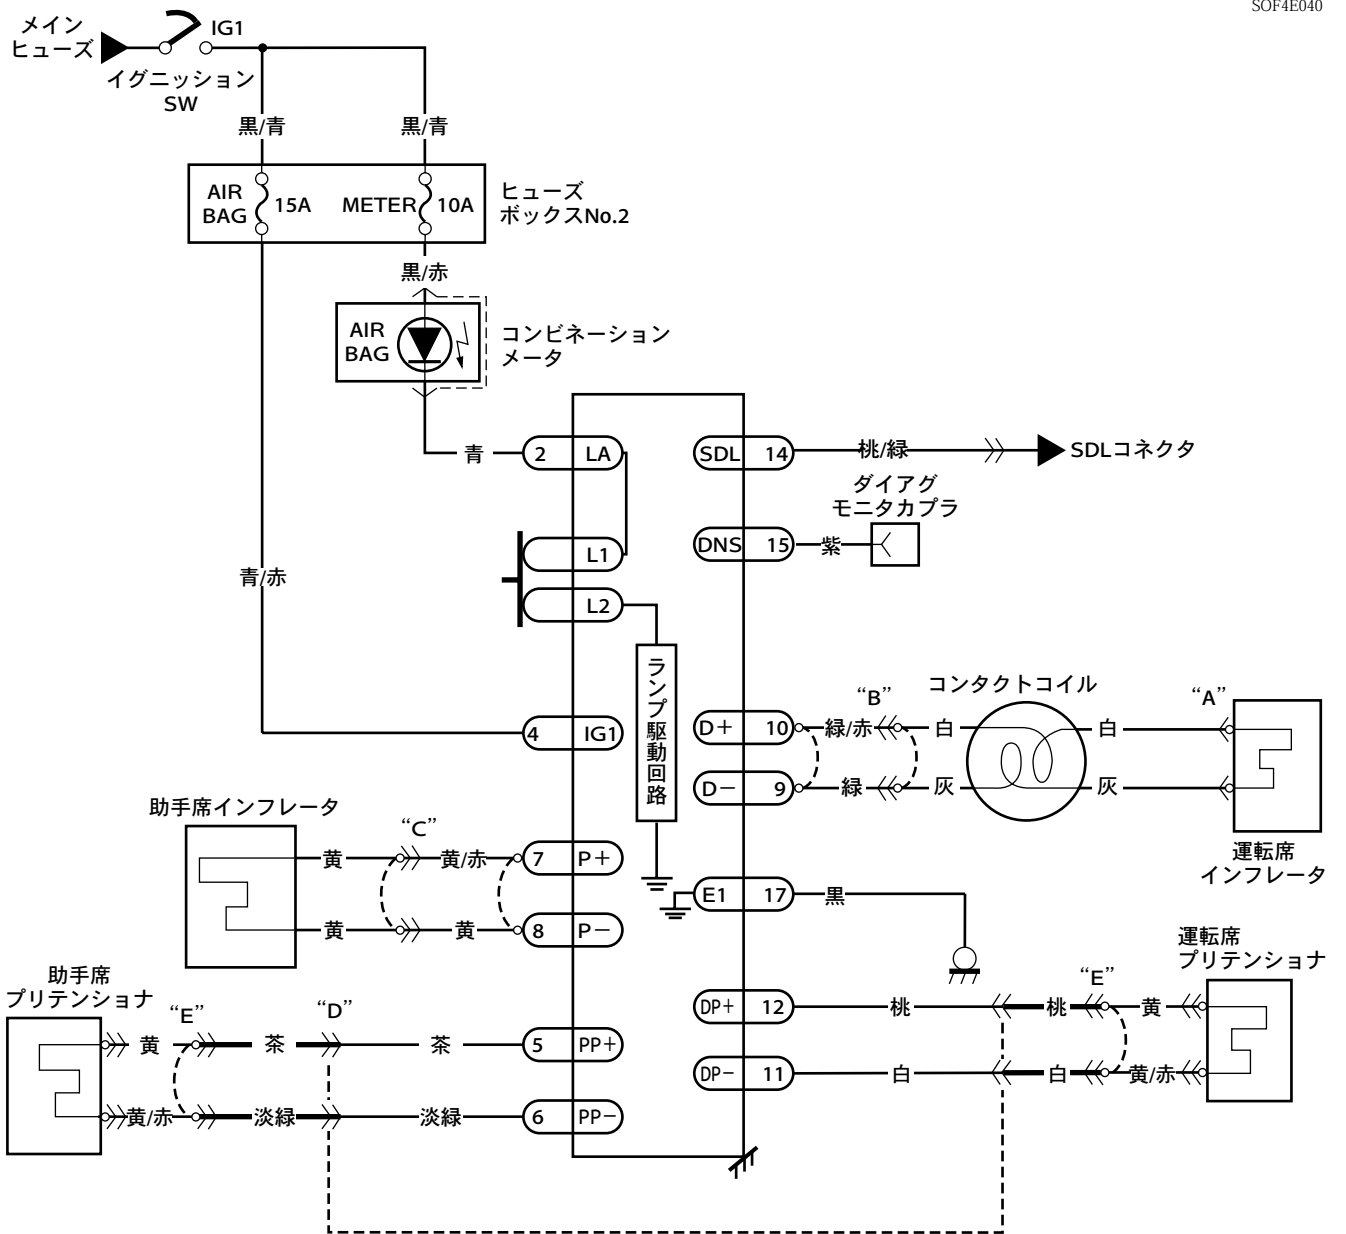 SOF4E040
メイン
ヒューズ
IG1
イグニッション
SW
黒/青
黒/青
AIR
BAG
15A
METER
10A
ヒューズ
ボックスNo.2
黒/赤
AIR
BAG
コンビネーション
メータ
青
2
LA
SDL
14
桃/緑
SDLコネクタ
ダイアグ
モニタカプラ
L1
DNS
15
紫
青/赤
L2
ランプ駆動回路
コンタクトコイル
“B”
“A”
4
IG1
D+
10
緑/赤
白
白
D−
9
緑
灰
灰
運転席
インフレータ
助手席インフレータ
“C”
黄
黄/赤
7
P+
E1
17
黒
黄
黄
8
P−
運転席
プリテンショナ
助手席
プリテンショナ
“E”
“D”
“E”
DP+
12
桃
桃
黄
黄
茶
茶
5
PP+
DP−
11
白
白
黄/赤
黄/赤
淡緑
淡緑
6
PP−